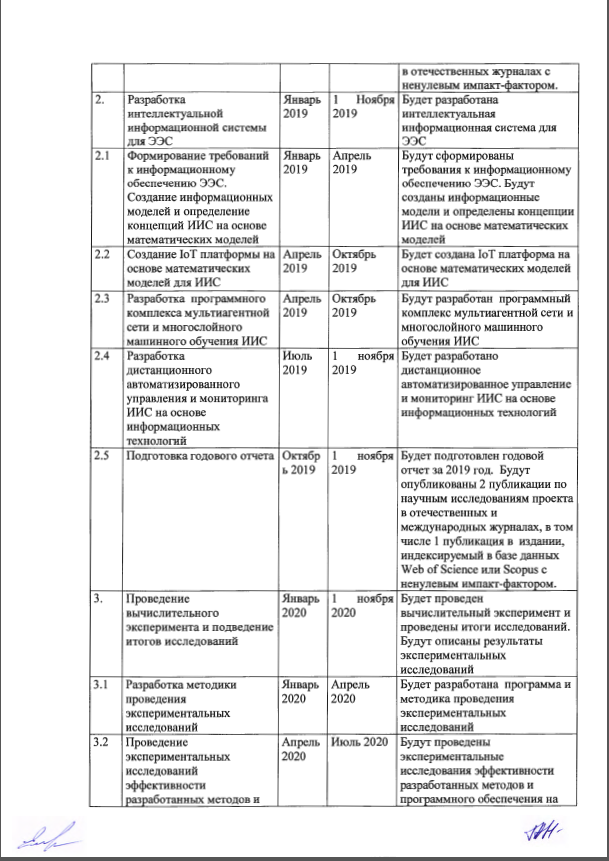 в отечественных журналах с
ненулевым импакт-фактором.
2. Разработка
интеллектуальной
информационной системы
для ЭЭС
Январь
2019
1 Ноября
2019
Будет разработана
интеллектуальная
информационная система для
ЭЭС
2.1 Формирование требований
к информационному
обеспечению ЭЭС.
Создание информационных
моделей и определение
концепций ИИС на основе
математических моделей
Январь
2019
Апрель
2019
Будут сформированы
требования к информационному
обеспечению ЭЭС. Будут
созданы информационные
модели и определены концепции
ИИС на основе математических
моделей
2.2 Создание IoT платформы на
основе математических
моделей для ИИС
Апрель
2019
Октябрь
2019
Будет создана IoT платформа на
основе математических моделей
для ИИС
2.3 Разработка программного
комплекса мультиагентной
сети и многослойного
машинного обучения ИИС
Апрель
2019
Октябрь
2019
Будут разработан программный
комплекс мультиагентной сети и
многослойного машинного
обучения ИИС
2.4 Разработка
дистанционного
автоматизированного
управления и мониторинга
ИИС на основе
информационных
технологий
Июль
2019
1 ноября
2019
Будет разработано
дистанционное
автоматизированное управление
и мониторинг ИИС на основе
информационных технологий
2.5 Подготовка годового отчета
Октябр
ь 2019
1 ноября
2019
Будет подготовлен годовой
отчет за 2019 год. Будут
опубликованы 2 публикации по
научным исследованиям проекта
в отечественных и
международных журналах, в том
числе 1 публикация в издании,
индексируемый в базе данных
Web of Science или Scopus с
ненулевым импакт-фактором.
3. Проведение
вычислительного
эксперимента и подведение
итогов исследований
Январь
2020
1 ноября
2020
Будет проведен
вычислительный эксперимент и
проведены итоги исследований.
Будут описаны результаты
экспериментальных
исследований
3.1 Разработка методики
проведения
экспериментальных
исследований
Январь
2020
Апрель
2020
Будет разработана программа и
методика проведения
экспериментальных
исследований
3.2 Проведение
экспериментальных
исследований
эффективности
разработанных методов и
Апрель
2020
Июль 2020
Будут проведены
экспериментальные
исследования эффективности
разработанных методов и
программного обеспечения на